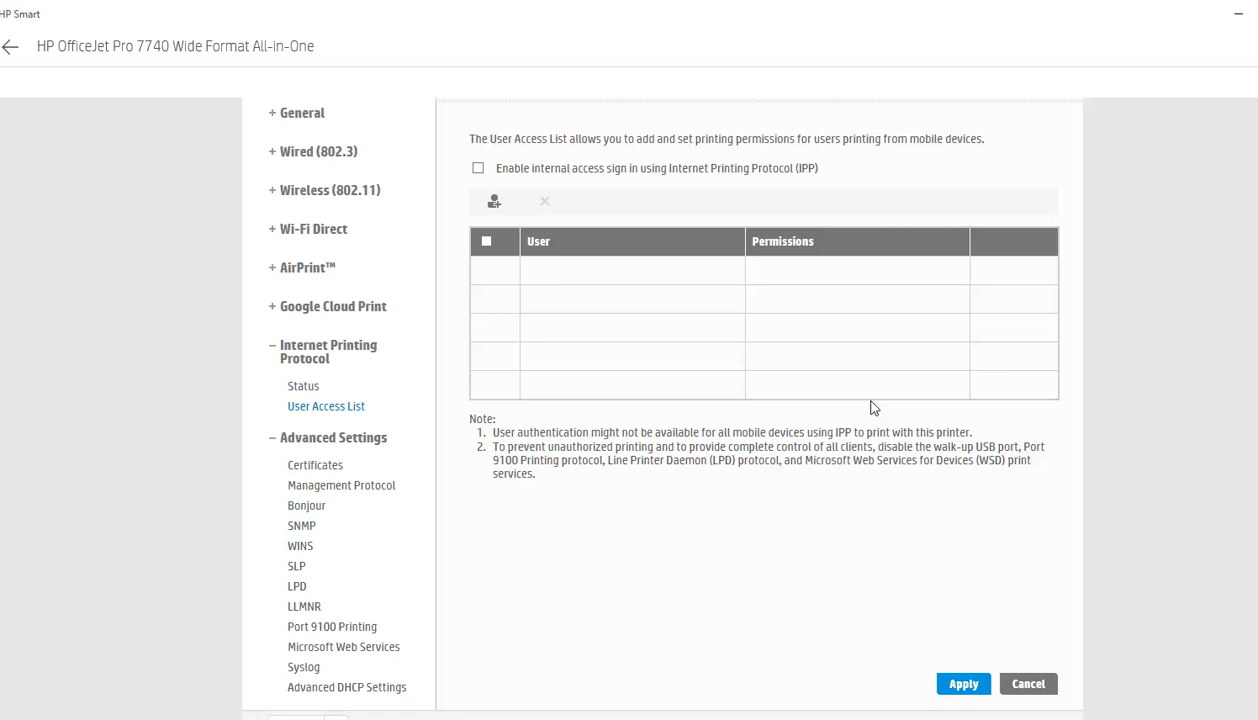 HP Smart
HP OfficeJet Pro 7740 Wide Format All-in-One
+ General
+ Wired (802.3)
+ Wireless (802.11)
+ Wi-Fi Direct
+ AirPrint™
+ Google Cloud Print
– Internet Printing
Protocol
Status
User Access List
– Advanced Settings
Certificates
Management Protocol
Bonjour
SNMP
WINS
SLP
LPD
LLMNR
Port 9100 Printing
Microsoft Web Services
Syslog
Advanced DHCP Settings
The User Access List allows you to add and set printing permissions for users printing from mobile devices.
Enable internal access sign in using Internet Printing Protocol (IPP)
User Permissions
Note:
1. User authentication might not be available for all mobile devices using IPP to print with this printer.
2. To prevent unauthorized printing and to provide complete control of all clients, disable the walk-up USB port, Port
9100 Printing protocol, Line Printer Daemon (LPD) protocol, and Microsoft Web Services for Devices (WSD) print
services.
Apply Cancel